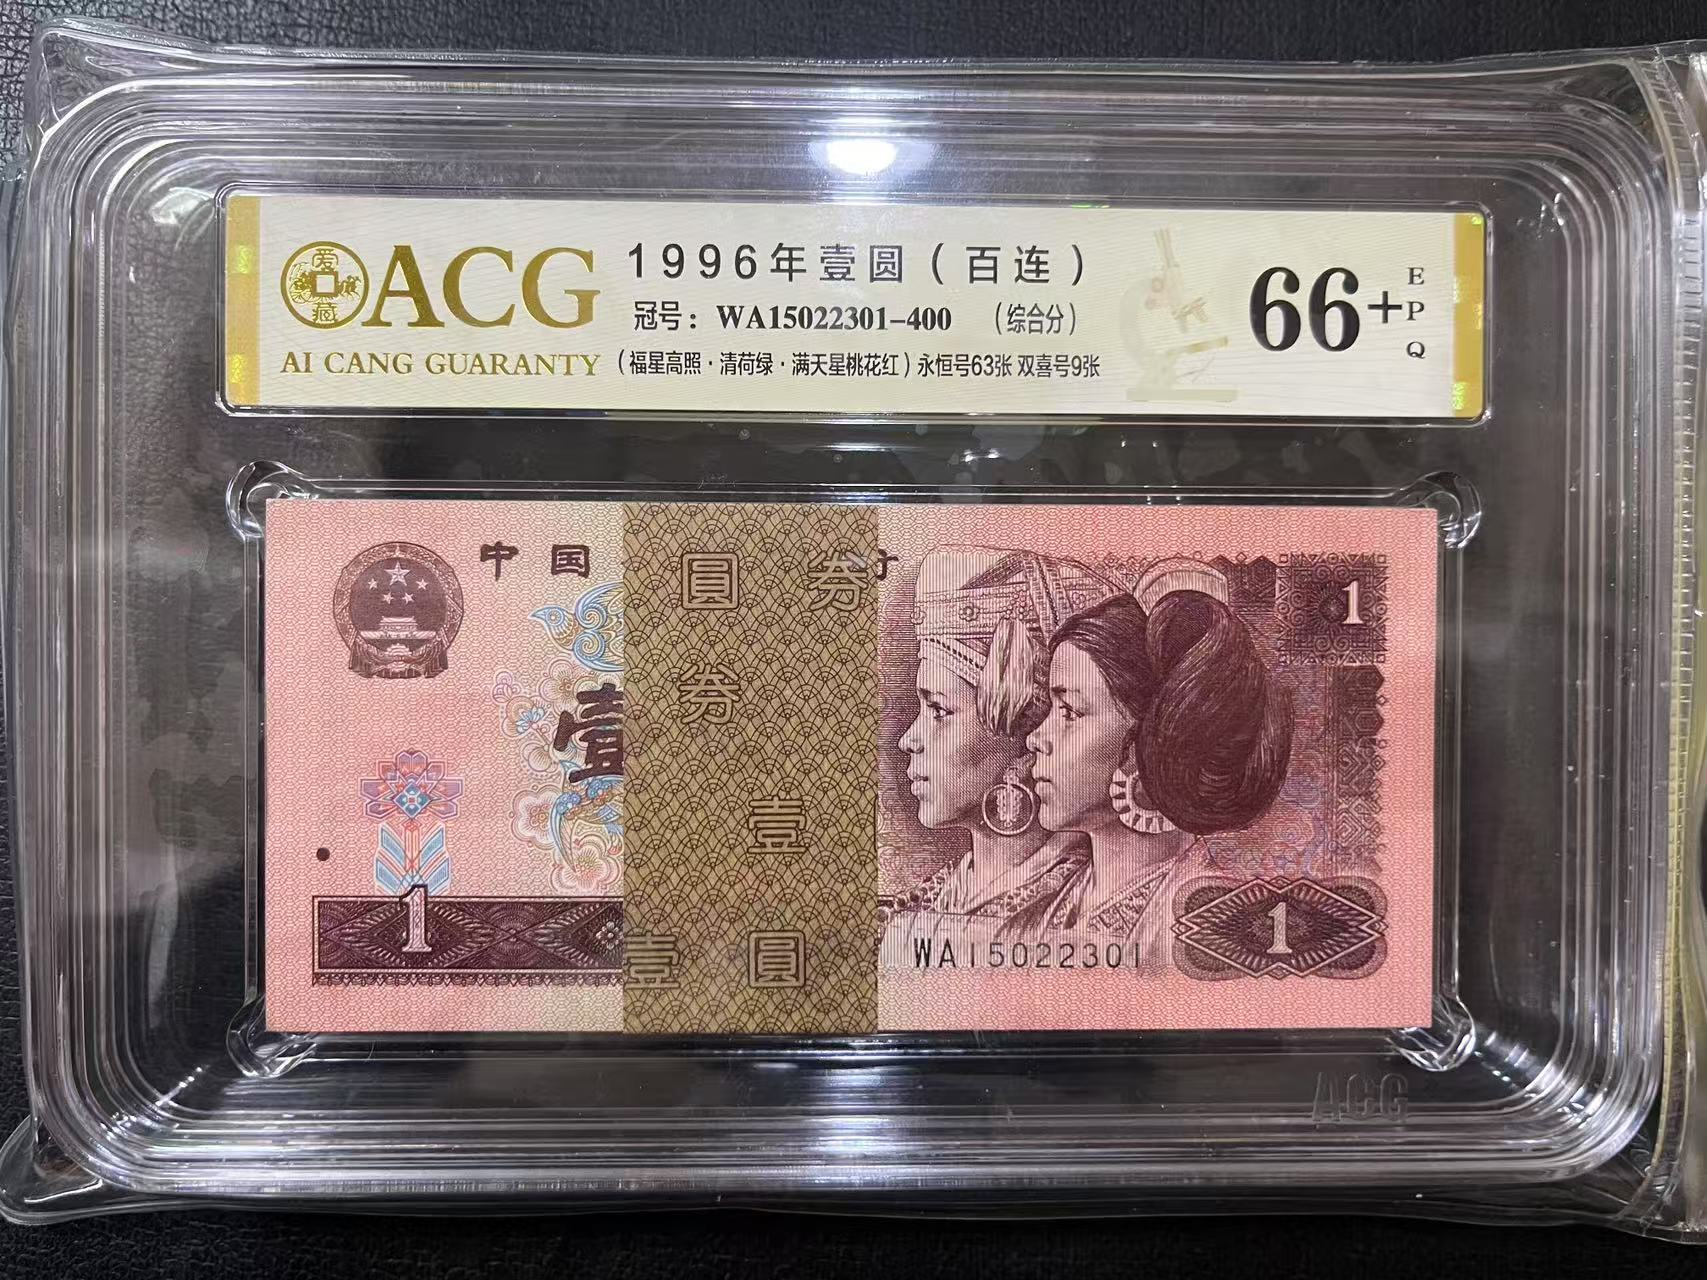 爱藏
ACG
AI CANG GUARANTY
1996年壹圆（百连）
冠号：WA15022301-400 （综合分）
（福星高照·清荷绿·满天星桃花红）永恒号63张 双喜号9张
66+
EPQ
中国
圆 券
1
券
壹
壹
1
壹 圆
WA15022301
1
ACG